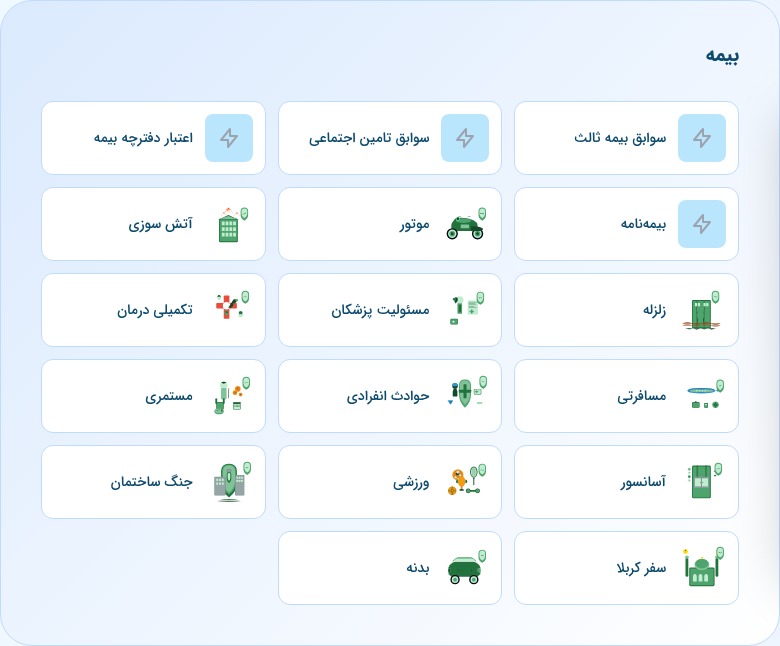 بیمه
سوابق بیمه ثالث
سوابق تامین اجتماعی
اعتبار دفترچه بیمه
بیمه‌نامه
موتور
آتش سوزی
زلزله
مسئولیت پزشکان
تکمیلی درمان
مسافرتی
حوادث انفرادی
مستمری
آسانسور
ورزشی
جنگ ساختمان
سفر کربلا
بدنه